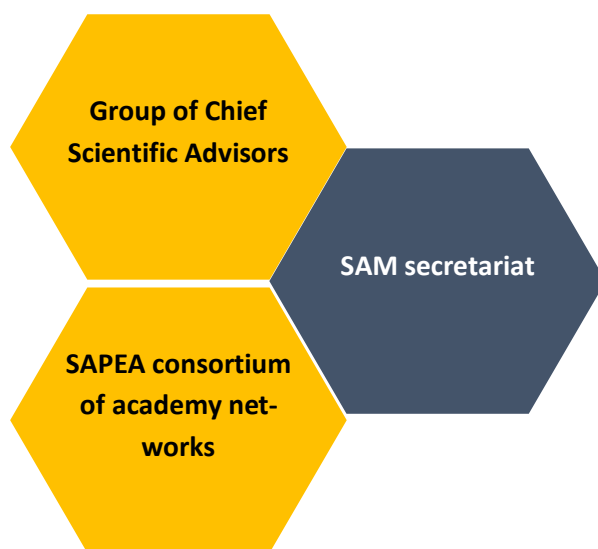 Group of Chief
Scientific Advisors
SAM secretariat
SAPEA consortium
of academy net-
works